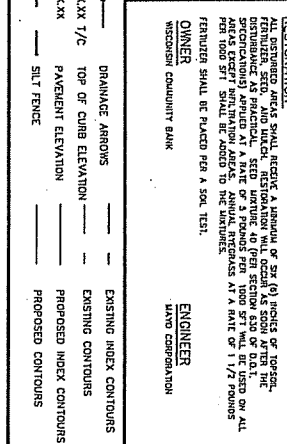 RESTORATION
ALL DISTURBED AREAS SHALL RECEIVE A MINIMUM OF SIX (6) INCHES OF TOPSOIL,
FERTILIZER, SEED, AND MULCH. RESTORATION WILL OCCUR AS SOON AFTER THE
DISTURBANCE AS PRACTICAL. SEED MIXTURE 40 (PER SECTION 630 OF D.O.T.
SPECIFICATIONS) APPLIED AT A RATE OF 5 POUNDS PER 1000 SFT WILL BE USED ON ALL
AREAS EXCEPT INFILTRATION AREAS. ANNUAL RYEGRASS AT A RATE OF 1 1/2 POUNDS
PER 1000 SFT SHALL BE ADDED TO THE MIXTURES.
FERTILIZER SHALL BE PLACED PER A SOIL TEST.
OWNER
WISCONSIN COMMUNITY BANK
ENGINEER
MAYO CORPORATION
DRAINAGE ARROWS
EXISTING INDEX CONTOURS
X.XX T/C TOP OF CURB ELEVATION
EXISTING CONTOURS
X.XX PAVEMENT ELEVATION
PROPOSED INDEX CONTOURS
SILT FENCE
PROPOSED CONTOURS